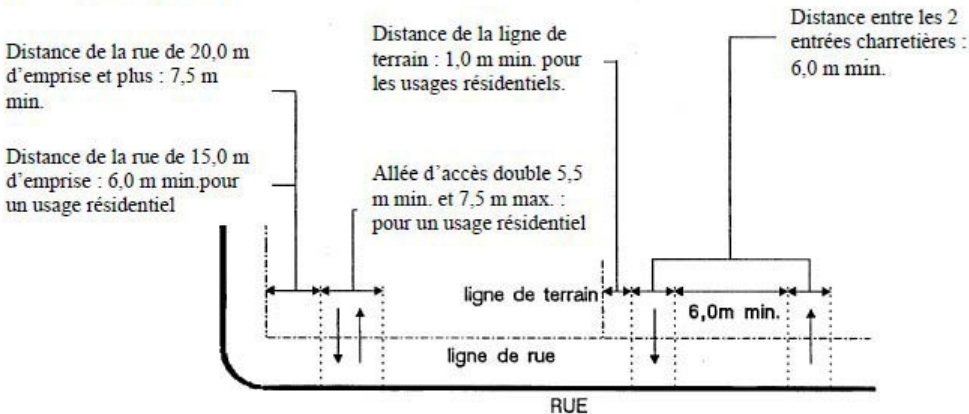 Distance de la rue de 20,0 m
d'emprise et plus : 7,5 m
min.
Distance de la rue de 15,0 m
d'emprise : 6,0 m min.pour
un usage résidentiel
Distance de la ligne de
terrain : 1,0 m min. pour
les usages résidentiels.
Allée d'accès double 5,5
m min. et 7,5 m max. :
pour un usage résidentiel
Distance entre les 2
entrées charretières :
6,0 m min.
ligne de terrain
6,0m min.
ligne de rue
RUE